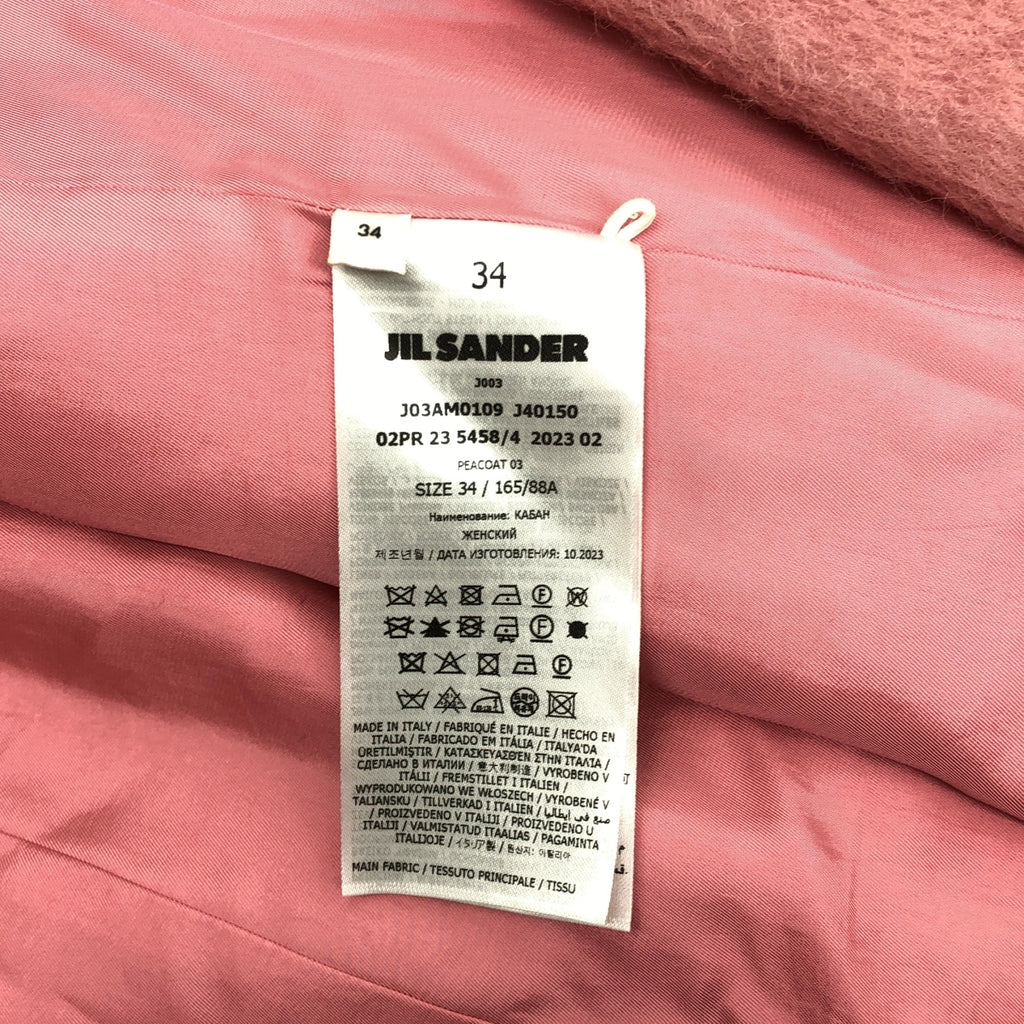 34
34
JIL SANDER
J003
J03AM0109 J40150
02PR 23 5458/4 2023 02
PEACOAT 03
SIZE 34 / 165/88A
Наименование: КАБАН
ЖЕНСКИЙ
제조년월 / ДАТА ИЗГОТОВЛЕНИЯ: 10.2023
F
F
F
MADE IN ITALY / FABRIQUÉ EN ITALIE / HECHO EN
ITALIA / FABRICADO EM ITÁLIA / ITALYA'DA
ÜRETILMIŞTIR / ΚΑΤΑΣΚΕΥΑΣΘΕΝ ΣΤΗΝ ΙΤΑΛΙΑ /
СДЕЛАНО В ИТАЛИИ / 意大利制造 / VYROBENO V
ITÁLII / FREMSTILLET I ITALIEN /
WYPRODUKOWANO WE WŁOSZECH / VYROBENÉ V
TALIANSKU / TILLVERKAD I ITALIEN / صنع في إيطاليا
/ PROIZVEDENO V ITALIJI / PROIZVEDENO U
ITALIJI / VALMISTATUD ITAALIAS / PAGAMINTA
ITALIJOJE / イタリア製 / 원산지: 이탈리아
MAIN FABRIC / TESSUTO PRINCIPALE / TISSU